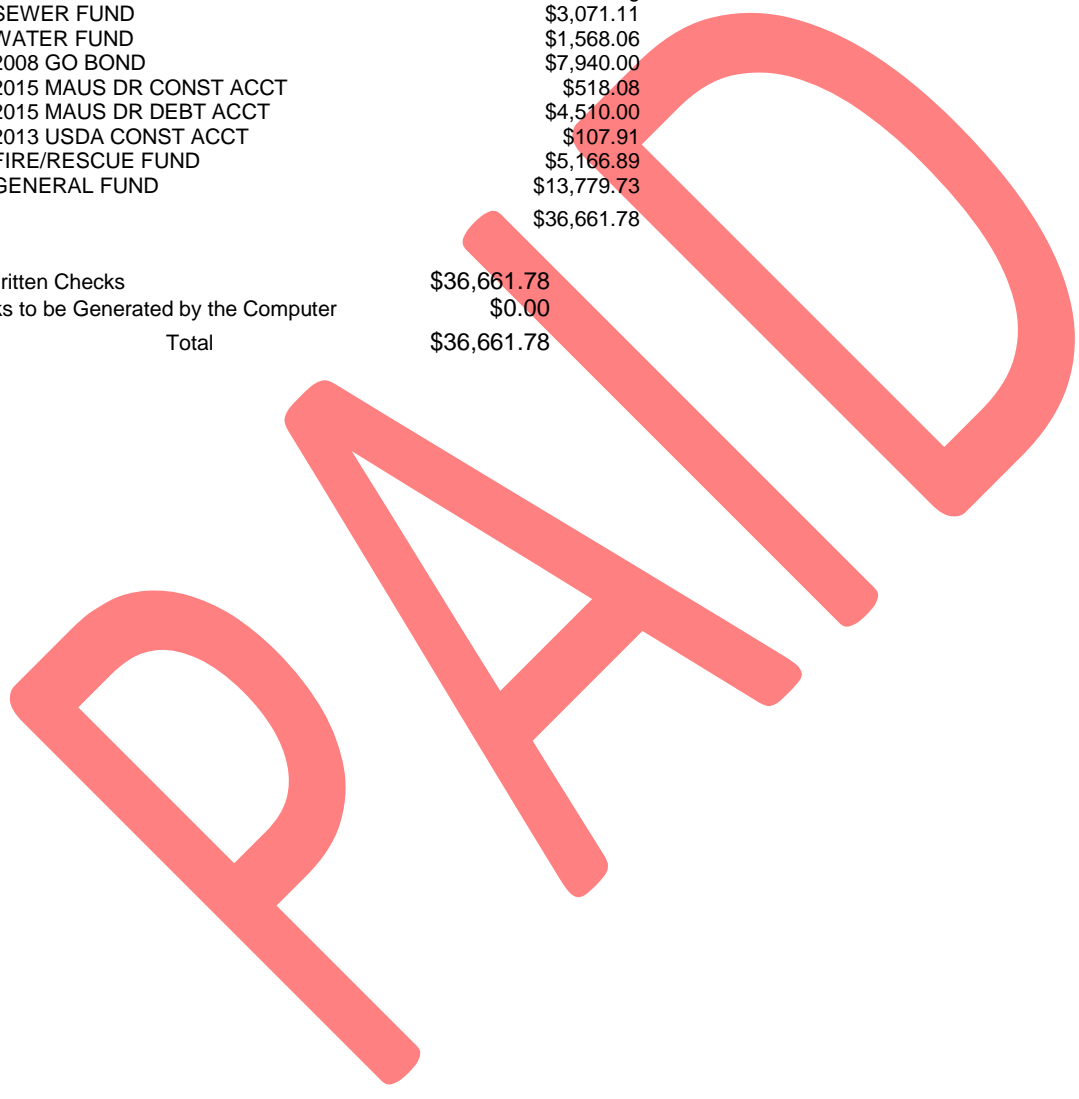 SEWER FUND $3,071.11
WATER FUND $1,568.06
2008 GO BOND $7,940.00
2015 MAUS DR CONST ACCT $518.08
2015 MAUS DR DEBT ACCT $4,510.00
2013 USDA CONST ACCT $107.91
FIRE/RESCUE FUND $5,166.89
GENERAL FUND $13,779.73
$36,661.78
ritten Checks $36,661.78
ks to be Generated by the Computer $0.00
Total $36,661.78
PAID